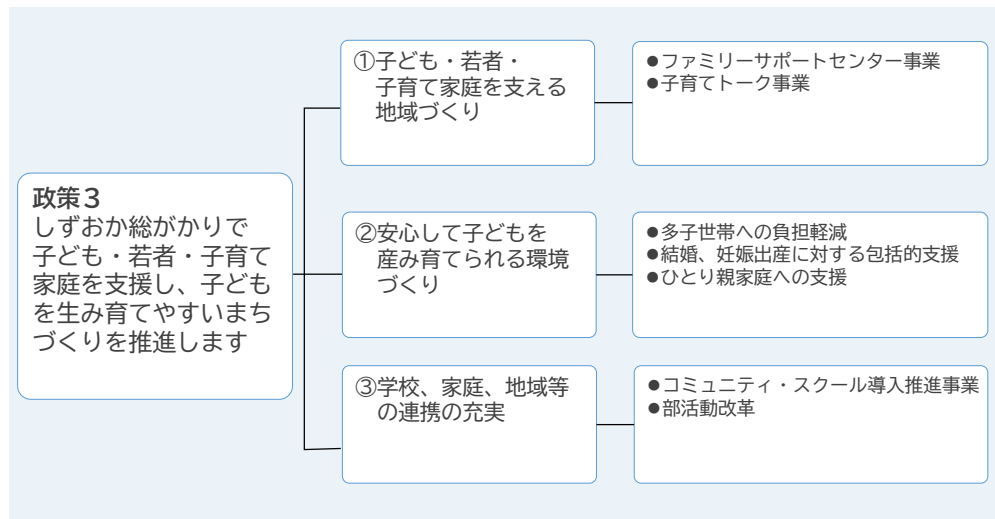 政策３
しずおか総がかりで
子ども・若者・子育て
家庭を支援し、子ども
を生み育てやすいまち
づくりを推進します
①子ども・若者・
子育て家庭を支える
地域づくり
●ファミリーサポートセンター事業
●子育てトーク事業
②安心して子どもを
産み育てられる環境
づくり
●多子世帯への負担軽減
●結婚、妊娠出産に対する包括的支援
●ひとり親家庭への支援
③学校、家庭、地域等
の連携の充実
●コミュニティ・スクール導入推進事業
●部活動改革